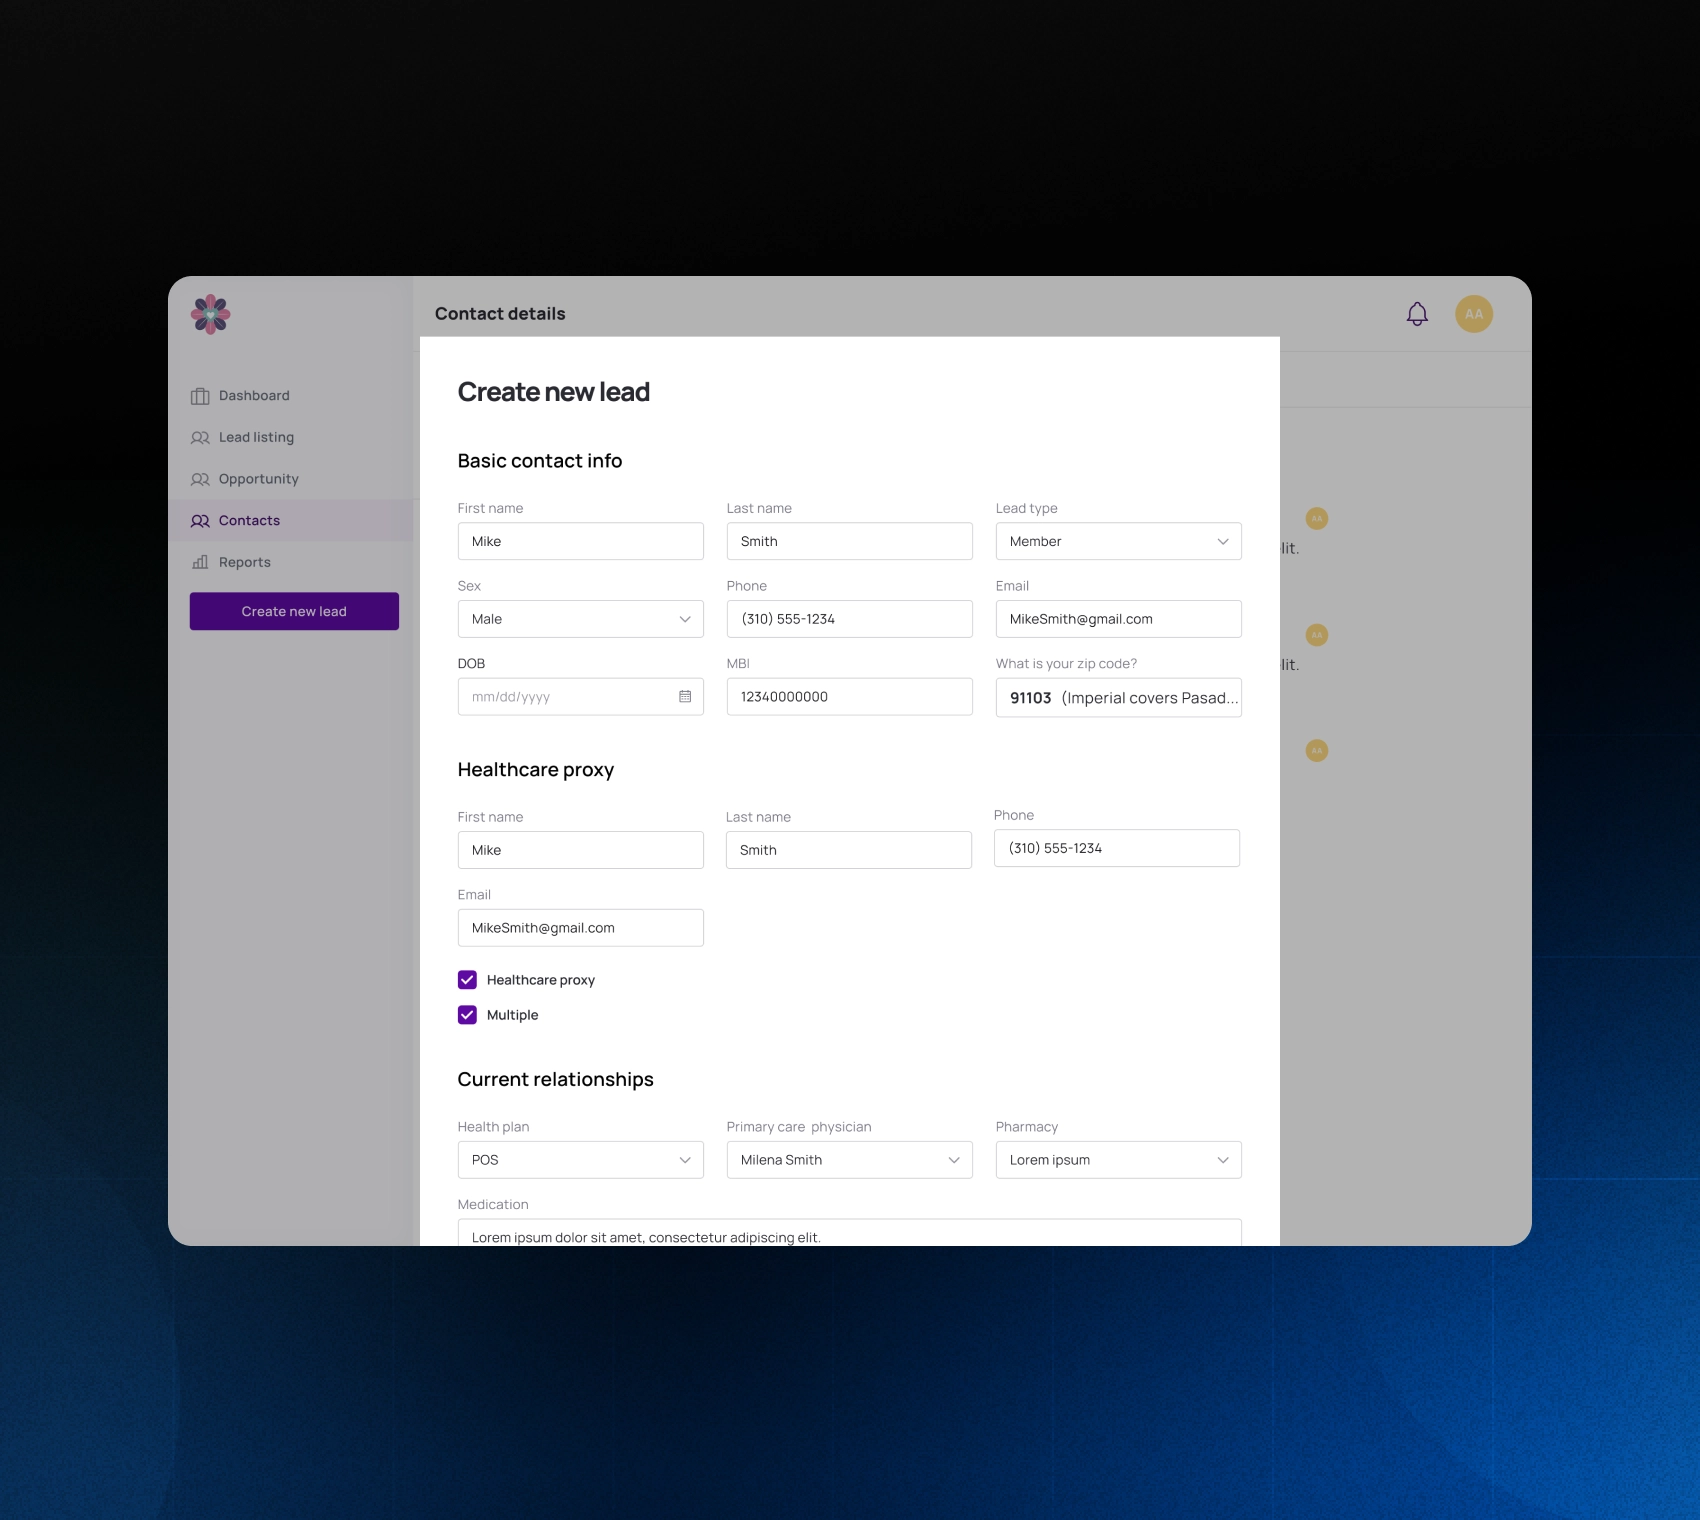 Contact details
AA
Dashboard
Lead listing
Opportunity
Contacts
Reports
Create new lead
Create new lead
Basic contact info
First name
Last name
Lead type
Mike
Smith
Member
Sex
Phone
Email
Male
(310) 555-1234
MikeSmith@gmail.com
DOB
MBI
What is your zip code?
mm/dd/yyyy
12340000000
91103 (Imperial covers Pasad...
Healthcare proxy
First name
Last name
Phone
Mike
Smith
(310) 555-1234
Email
MikeSmith@gmail.com
Healthcare proxy
Multiple
Current relationships
Health plan
Primary care physician
Pharmacy
POS
Milena Smith
Lorem ipsum
Medication
Lorem ipsum dolor sit amet, consectetur adipiscing elit.
AA
lit.
AA
lit.
AA